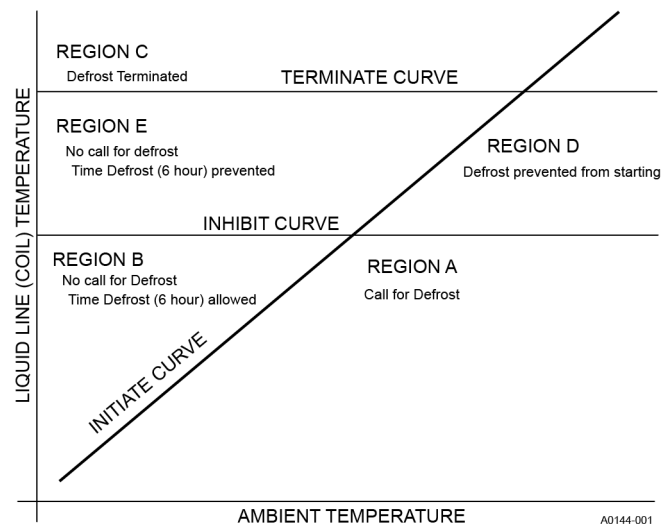 REGION C
Defrost Terminated
TERMINATE CURVE
REGION E
No call for defrost
Time Defrost (6 hour) prevented
REGION D
Defrost prevented from starting
INHIBIT CURVE
REGION B
No call for Defrost
Time Defrost (6 hour) allowed
REGION A
Call for Defrost
INITIATE CURVE
LIQUID LINE (COIL) TEMPERATURE
AMBIENT TEMPERATURE
A0144-001